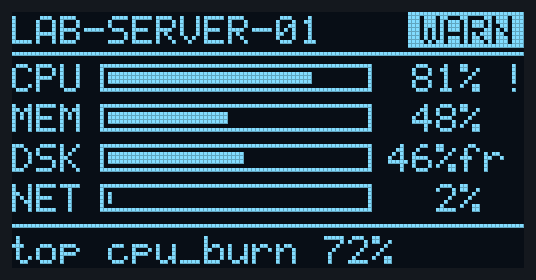 LAB-SERVER-01 WARN
CPU 81% !
MEM 48%
DSK 46%fr
NET 2%
top cpu_burn 72%